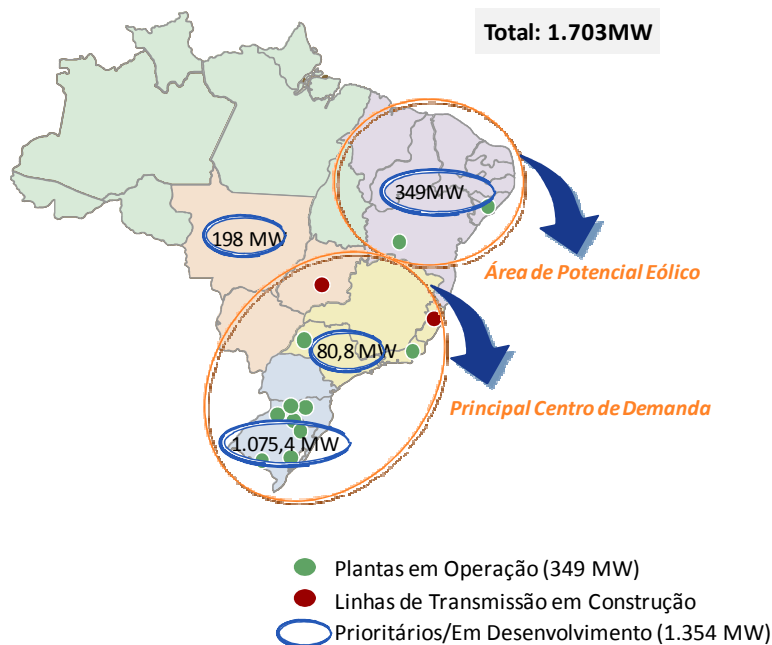 Total: 1.703MW
349MW
198 MW
Área de Potencial Eólico
80,8 MW
Principal Centro de Demanda
1.075,4 MW
Plantas em Operação (349 MW)
Linhas de Transmissão em Construção
Prioritários/Em Desenvolvimento (1.354 MW)